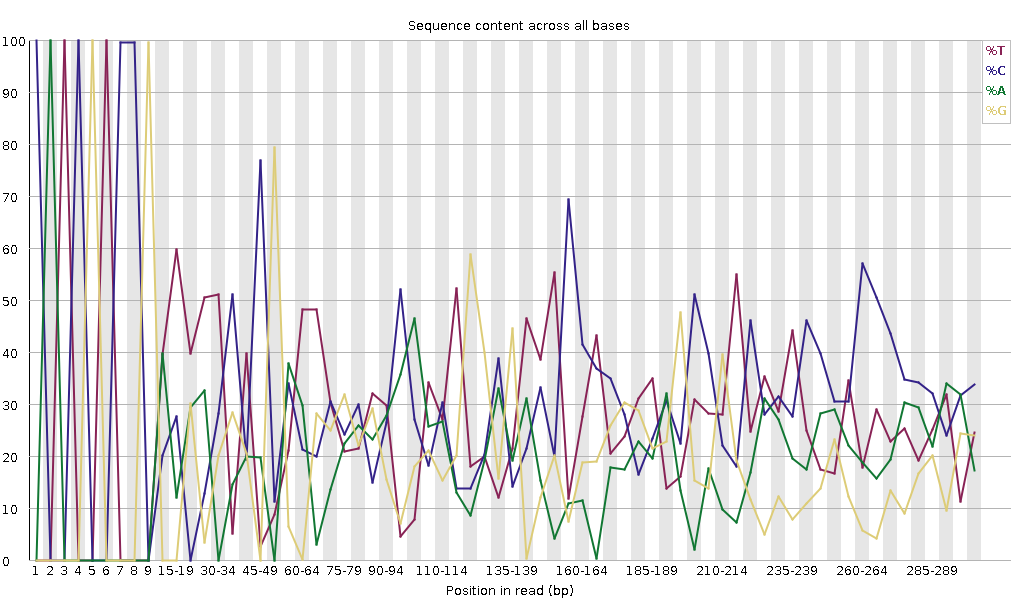 Sequence content across all bases
100
90
80
70
60
50
40
30
20
10
0
%T
%C
%A
%G
1 2 3 4 5 6 7 8 9 15-19 30-34 45-49 60-64 75-79 90-94 110-114 135-139 160-164 185-189 210-214 235-239 260-264 285-289
Position in read (bp)